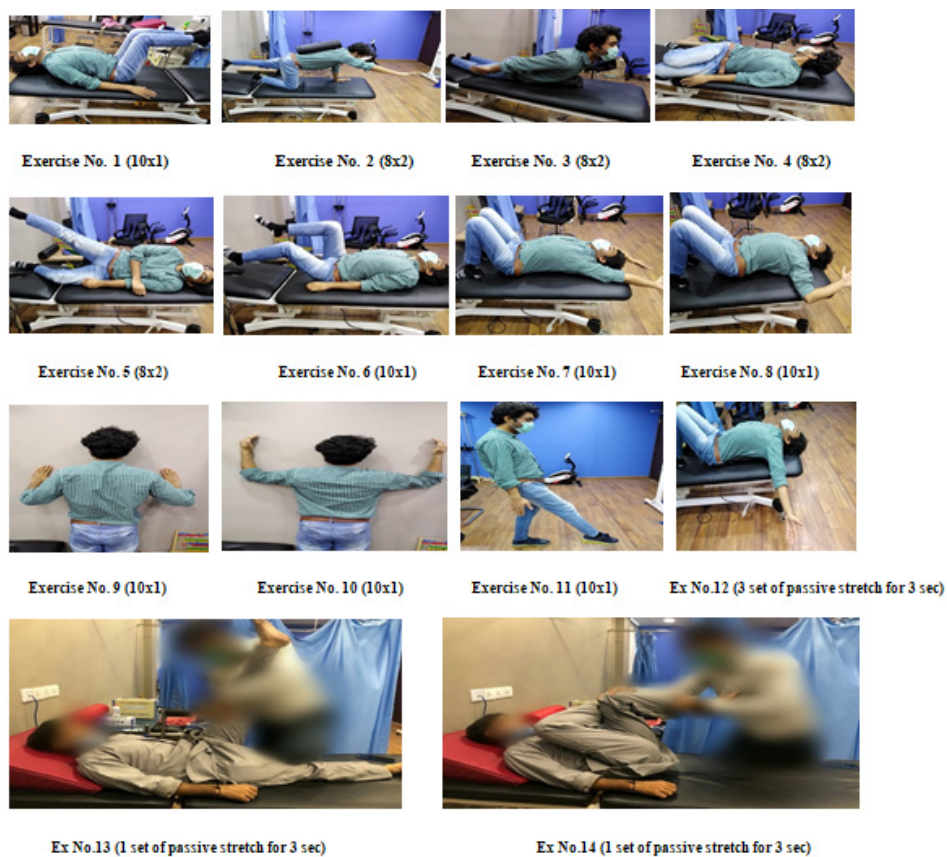 Exercise No. 1 (10x1)
Exercise No. 2 (8x2)
Exercise No. 3 (8x2)
Exercise No. 4 (8x2)
Exercise No. 5 (8x2)
Exercise No. 6 (10x1)
Exercise No. 7 (10x1)
Exercise No. 8 (10x1)
Exercise No. 9 (10x1)
Exercise No. 10 (10x1)
Exercise No. 11 (10x1)
Ex No.12 (3 set of passive stretch for 3 sec)
Ex No.13 (1 set of passive stretch for 3 sec)
Ex No.14 (1 set of passive stretch for 3 sec)